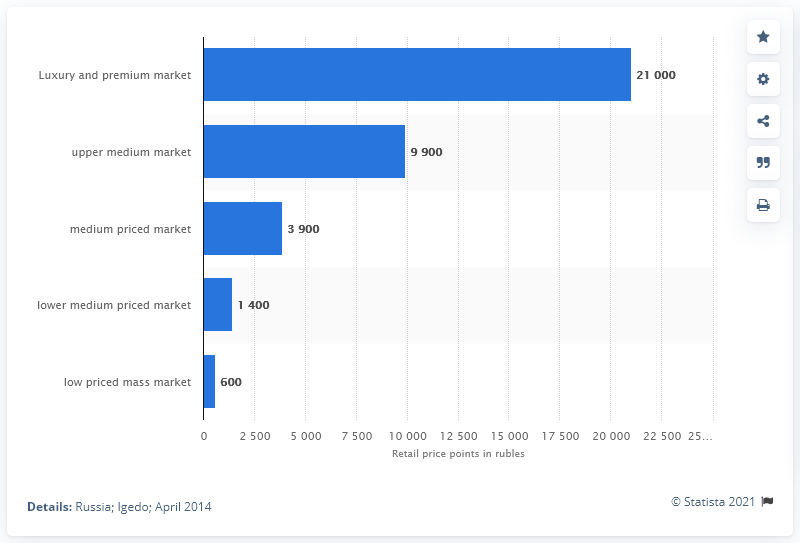 Luxury and premium market
21 000
upper medium market
9 900
medium priced market
3 900
lower medium priced market
1 400
low priced mass market
600
0 2 500 5 000 7 500 10 000 12 500 15 000 17 500 20 000 22 500 25…
Retail price points in rubles
Details: Russia; Igedo; April 2014
© Statista 2021